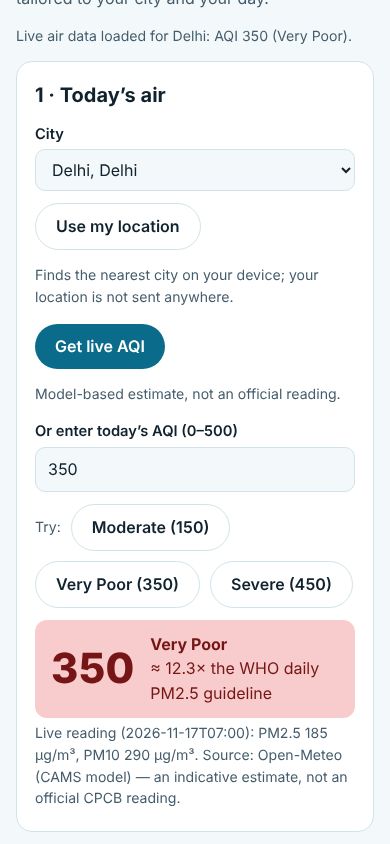 tailored to your city and your day.
Live air data loaded for Delhi: AQI 350 (Very Poor).
1 · Today’s air
City
Delhi, Delhi
Use my location
Finds the nearest city on your device; your
location is not sent anywhere.
Get live AQI
Model-based estimate, not an official reading.
Or enter today’s AQI (0–500)
350
Try: Moderate (150)
Very Poor (350) Severe (450)
350
Very Poor
≈ 12.3× the WHO daily
PM2.5 guideline
Live reading (2026-11-17T07:00): PM2.5 185
µg/m³, PM10 290 µg/m³. Source: Open-Meteo
(CAMS model) — an indicative estimate, not an
official CPCB reading.